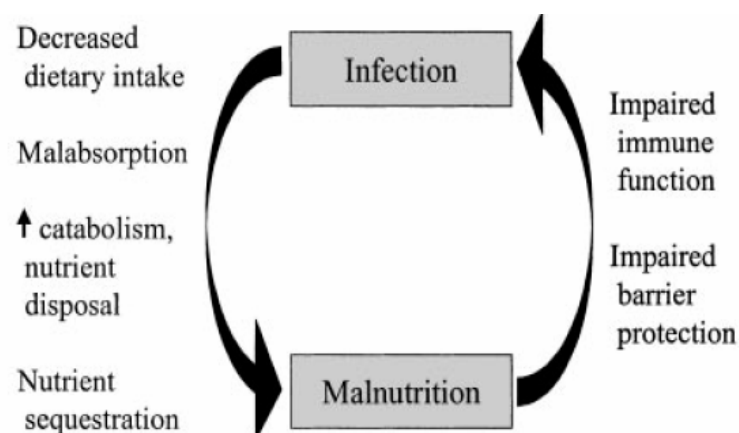 Decreased
dietary intake
Malabsorption
↑ catabolism,
nutrient
disposal
Nutrient
sequestration
Infection
Malnutrition
Impaired
immune
function
Impaired
barrier
protection